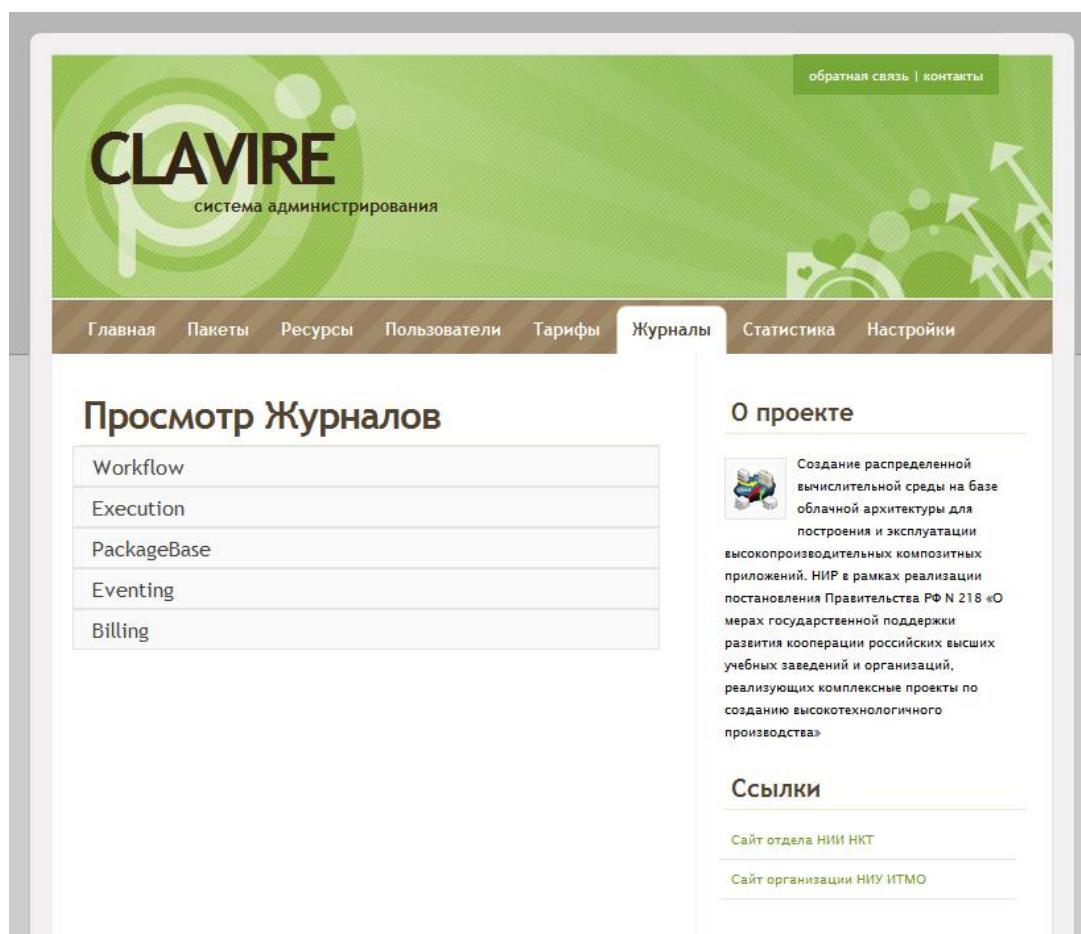 обратная связь | контакты
CLAVIRE
система администрирования
Главная Пакеты Ресурсы Пользователи Тарифы Журналы Статистика Настройки
Просмотр Журналов
Workflow
Execution
PackageBase
Eventing
Billing
О проекте
Создание распределенной
вычислительной среды на базе
облачной архитектуры для
построения и эксплуатации
высокопроизводительных композитных
приложений. НИР в рамках реализации
постановления Правительства РФ N 218 «О
мерах государственной поддержки
развития кооперации российских высших
учебных заведений и организаций,
реализующих комплексные проекты по
созданию высокотехнологичного
производства»
Ссылки
Сайт отдела НИИ НКТ
Сайт организации НИУ ИТМО